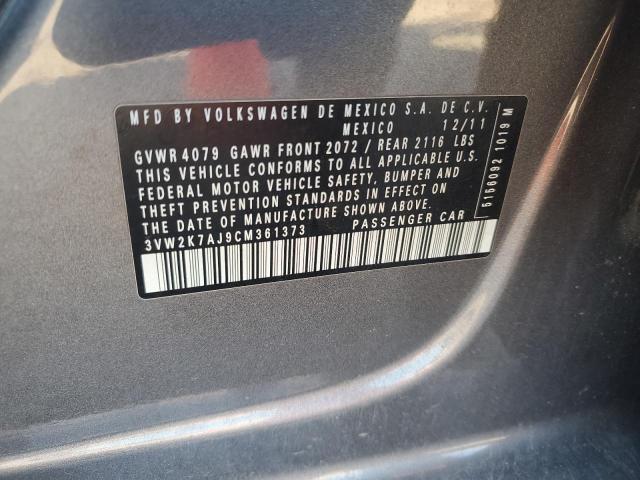 MFD BY VOLKSWAGEN DE MEXICO S.A. DE C.V.
MEXICO 12/11
GVWR 4079 GAWR FRONT 2072 / REAR 2116 LBS
THIS VEHICLE CONFORMS TO ALL APPLICABLE U.S.
FEDERAL MOTOR VEHICLE SAFETY, BUMPER AND
THEFT PREVENTION STANDARDS IN EFFECT ON
THE DATE OF MANUFACTURE SHOWN ABOVE
3VW2K7AJ9CM361373 PASSENGER CAR
5156092 1019 M